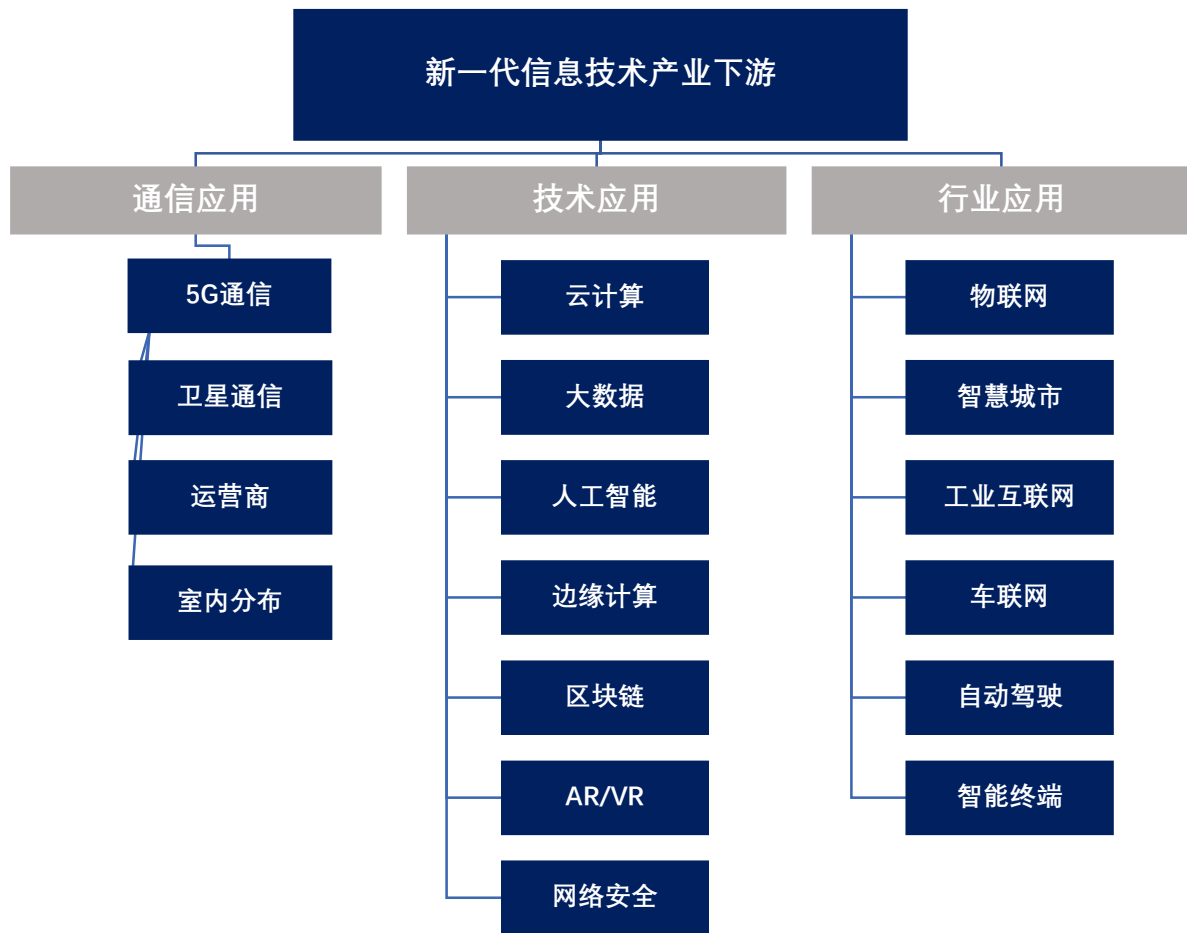 新一代信息技术产业下游
通信应用
5G通信
卫星通信
运营商
室内分布
技术应用
云计算
大数据
人工智能
边缘计算
区块链
AR/VR
网络安全
行业应用
物联网
智慧城市
工业互联网
车联网
自动驾驶
智能终端